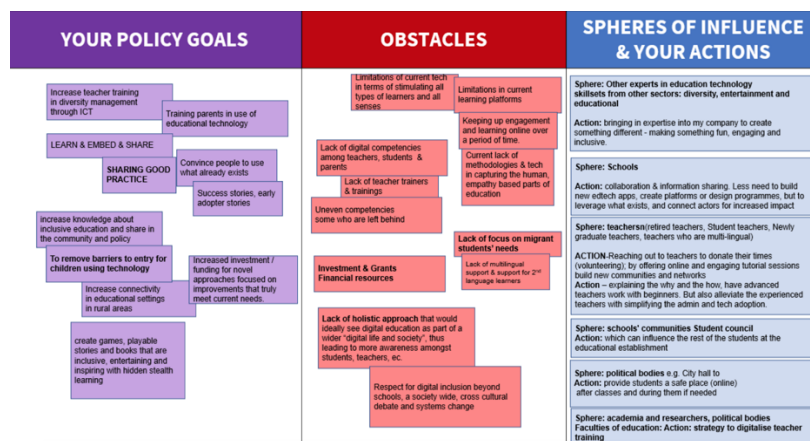 YOUR POLICY GOALS
Increase teacher training
in diversity management
through ICT
Training parents in use of
educational technology
LEARN & EMBED & SHARE
SHARING GOOD
PRACTICE
Convince people to use
what already exists
Success stories, early
adopter stories
increase knowledge about
inclusive education and share in
the community and policy
To remove barriers to entry for
children using technology
Increased investment /
funding for novel
approaches focused on
improvements that truly
meet current needs.
Increase connectivity
in educational settings
in rural areas
create games, playable
stories and books that are
inclusive, entertaining and
inspiring with hidden stealth
learning
OBSTACLES
Limitations of current tech
in terms of stimulating all
types of learners and all
senses
Limitations in current
learning platforms
Keeping up engagement
and learning online over
a period of time.
Lack of digital competencies
among teachers, students &
parents
Current lack of
methodologies & tech
in capturing the human,
empathy based parts of
education
Lack of teacher trainers
& trainings
Uneven competencies
some who are left behind
Lack of focus on migrant
students' needs
Investment & Grants
Financial resources
Lack of multilingual
support & support for 2nd
language learners
Lack of holistic approach that would
ideally see digital education as part of a
wider "digital life and society", thus
leading to more awareness amongst
students, teachers, ec.
Respect for digital inclusion beyond
schools, a society wide, cross cultural
debate and systems change
SPHERES OF INFLUENCE
& YOUR ACTIONS
Sphere: Other experts in education technology
skillsets from other sectors: diversity, entertainment and
educational
Action: bringing in expertise into my company to create
something different - making something fun, engaging and
inclusive.
Sphere: Schools
Action: collaboration & information sharing. Less need to build
new edtech apps, create platforms or design programmes, but to
leverage what exists, and connect actors for increased impact
Sphere: teachersn(retired teachers, Student teachers, Newly
graduate teachers, teachers who are multi-lingual)
ACTION-Reaching out to teachers to donate their times
(volunteering); by offering online and engaging tutorial sessions
build new communities and networks
Action – explaining the why and the how, have advanced
teachers work with beginners. But also alleviate the experienced
teachers with simplifying the admin and tech adoption.
Sphere: schools' communities Student council
Action: which can influence the rest of the students at the
educational establishment
Sphere: political bodies e.g. City hall to
Action: provide students a safe place (online)
after classes and during them if needed
Sphere: academia and researchers, political bodies
Faculties of education: Action: strategy to digitalise teacher
training